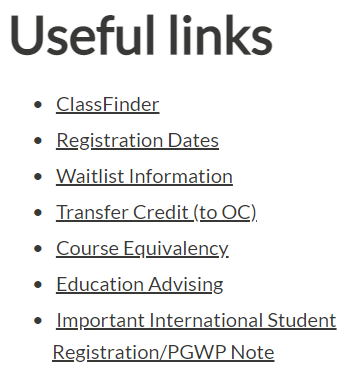 Useful links
• ClassFinder
• Registration Dates
• Waitlist Information
• Transfer Credit (to OC)
• Course Equivalency
• Education Advising
• Important International Student
Registration/PGWP Note